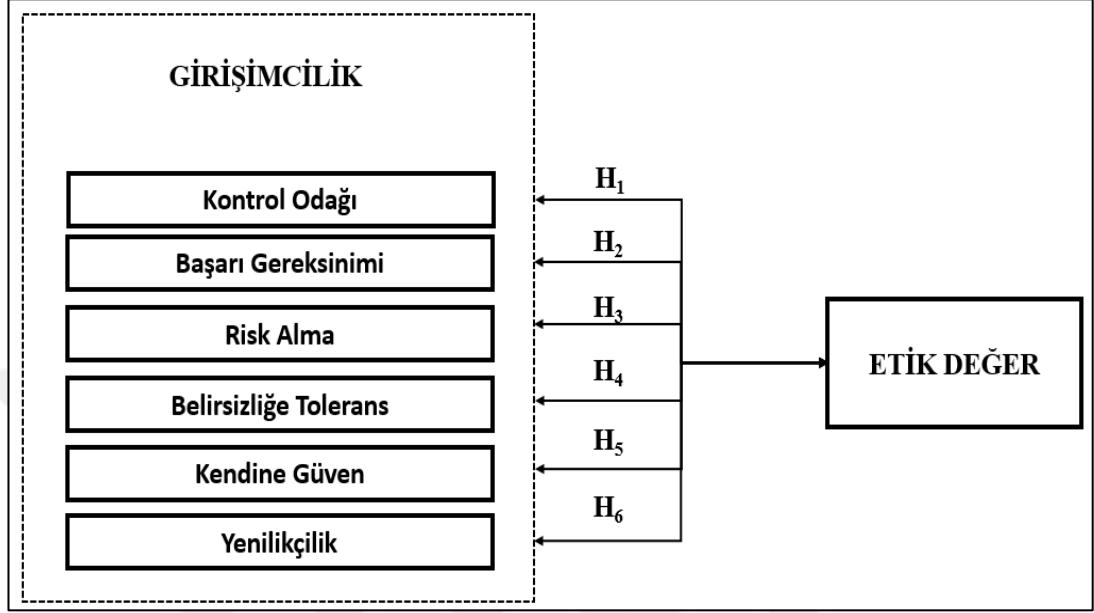 GİRİŞİMCİLİK
Kontrol Odağı
Başarı Gereksinimi
Risk Alma
Belirsizliğe Tolerans
Kendine Güven
Yenilikçilik
H₁
H₂
H₃
H₄
H₅
H₆
ETİK DEĞER